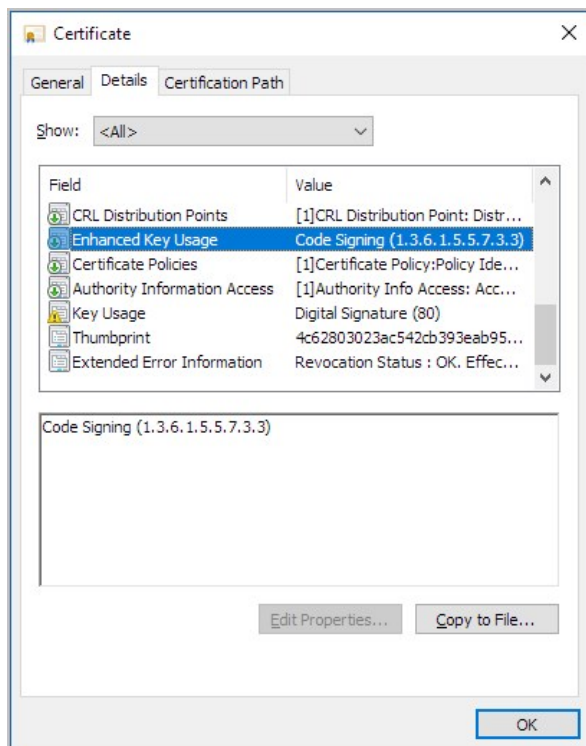 Certificate
General Details Certification Path
Show: <All>
Field Value
CRL Distribution Points [1]CRL Distribution Point: Distr...
Enhanced Key Usage Code Signing (1.3.6.1.5.5.7.3.3)
Certificate Policies [1]Certificate Policy:Policy Ide...
Authority Information Access [1]Authority Info Access: Acc...
Key Usage Digital Signature (80)
Thumbprint 4c62803023ac542cb393eab95...
Extended Error Information Revocation Status : OK. Effec...
Code Signing (1.3.6.1.5.5.7.3.3)
Edit Properties... Copy to File...
OK